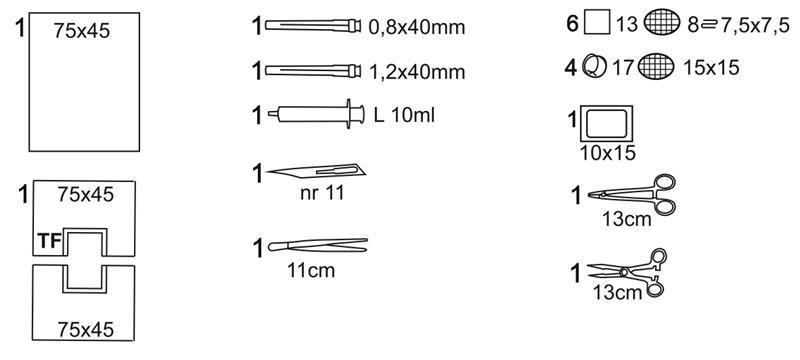 1 75x45
1 75x45
TF
75x45
1 0,8x40mm
1 1,2x40mm
1 L 10ml
1
nr 11
1
11cm
6 13 8 7,5x7,5
4 17 15x15
1
10x15
1
13cm
1
13cm